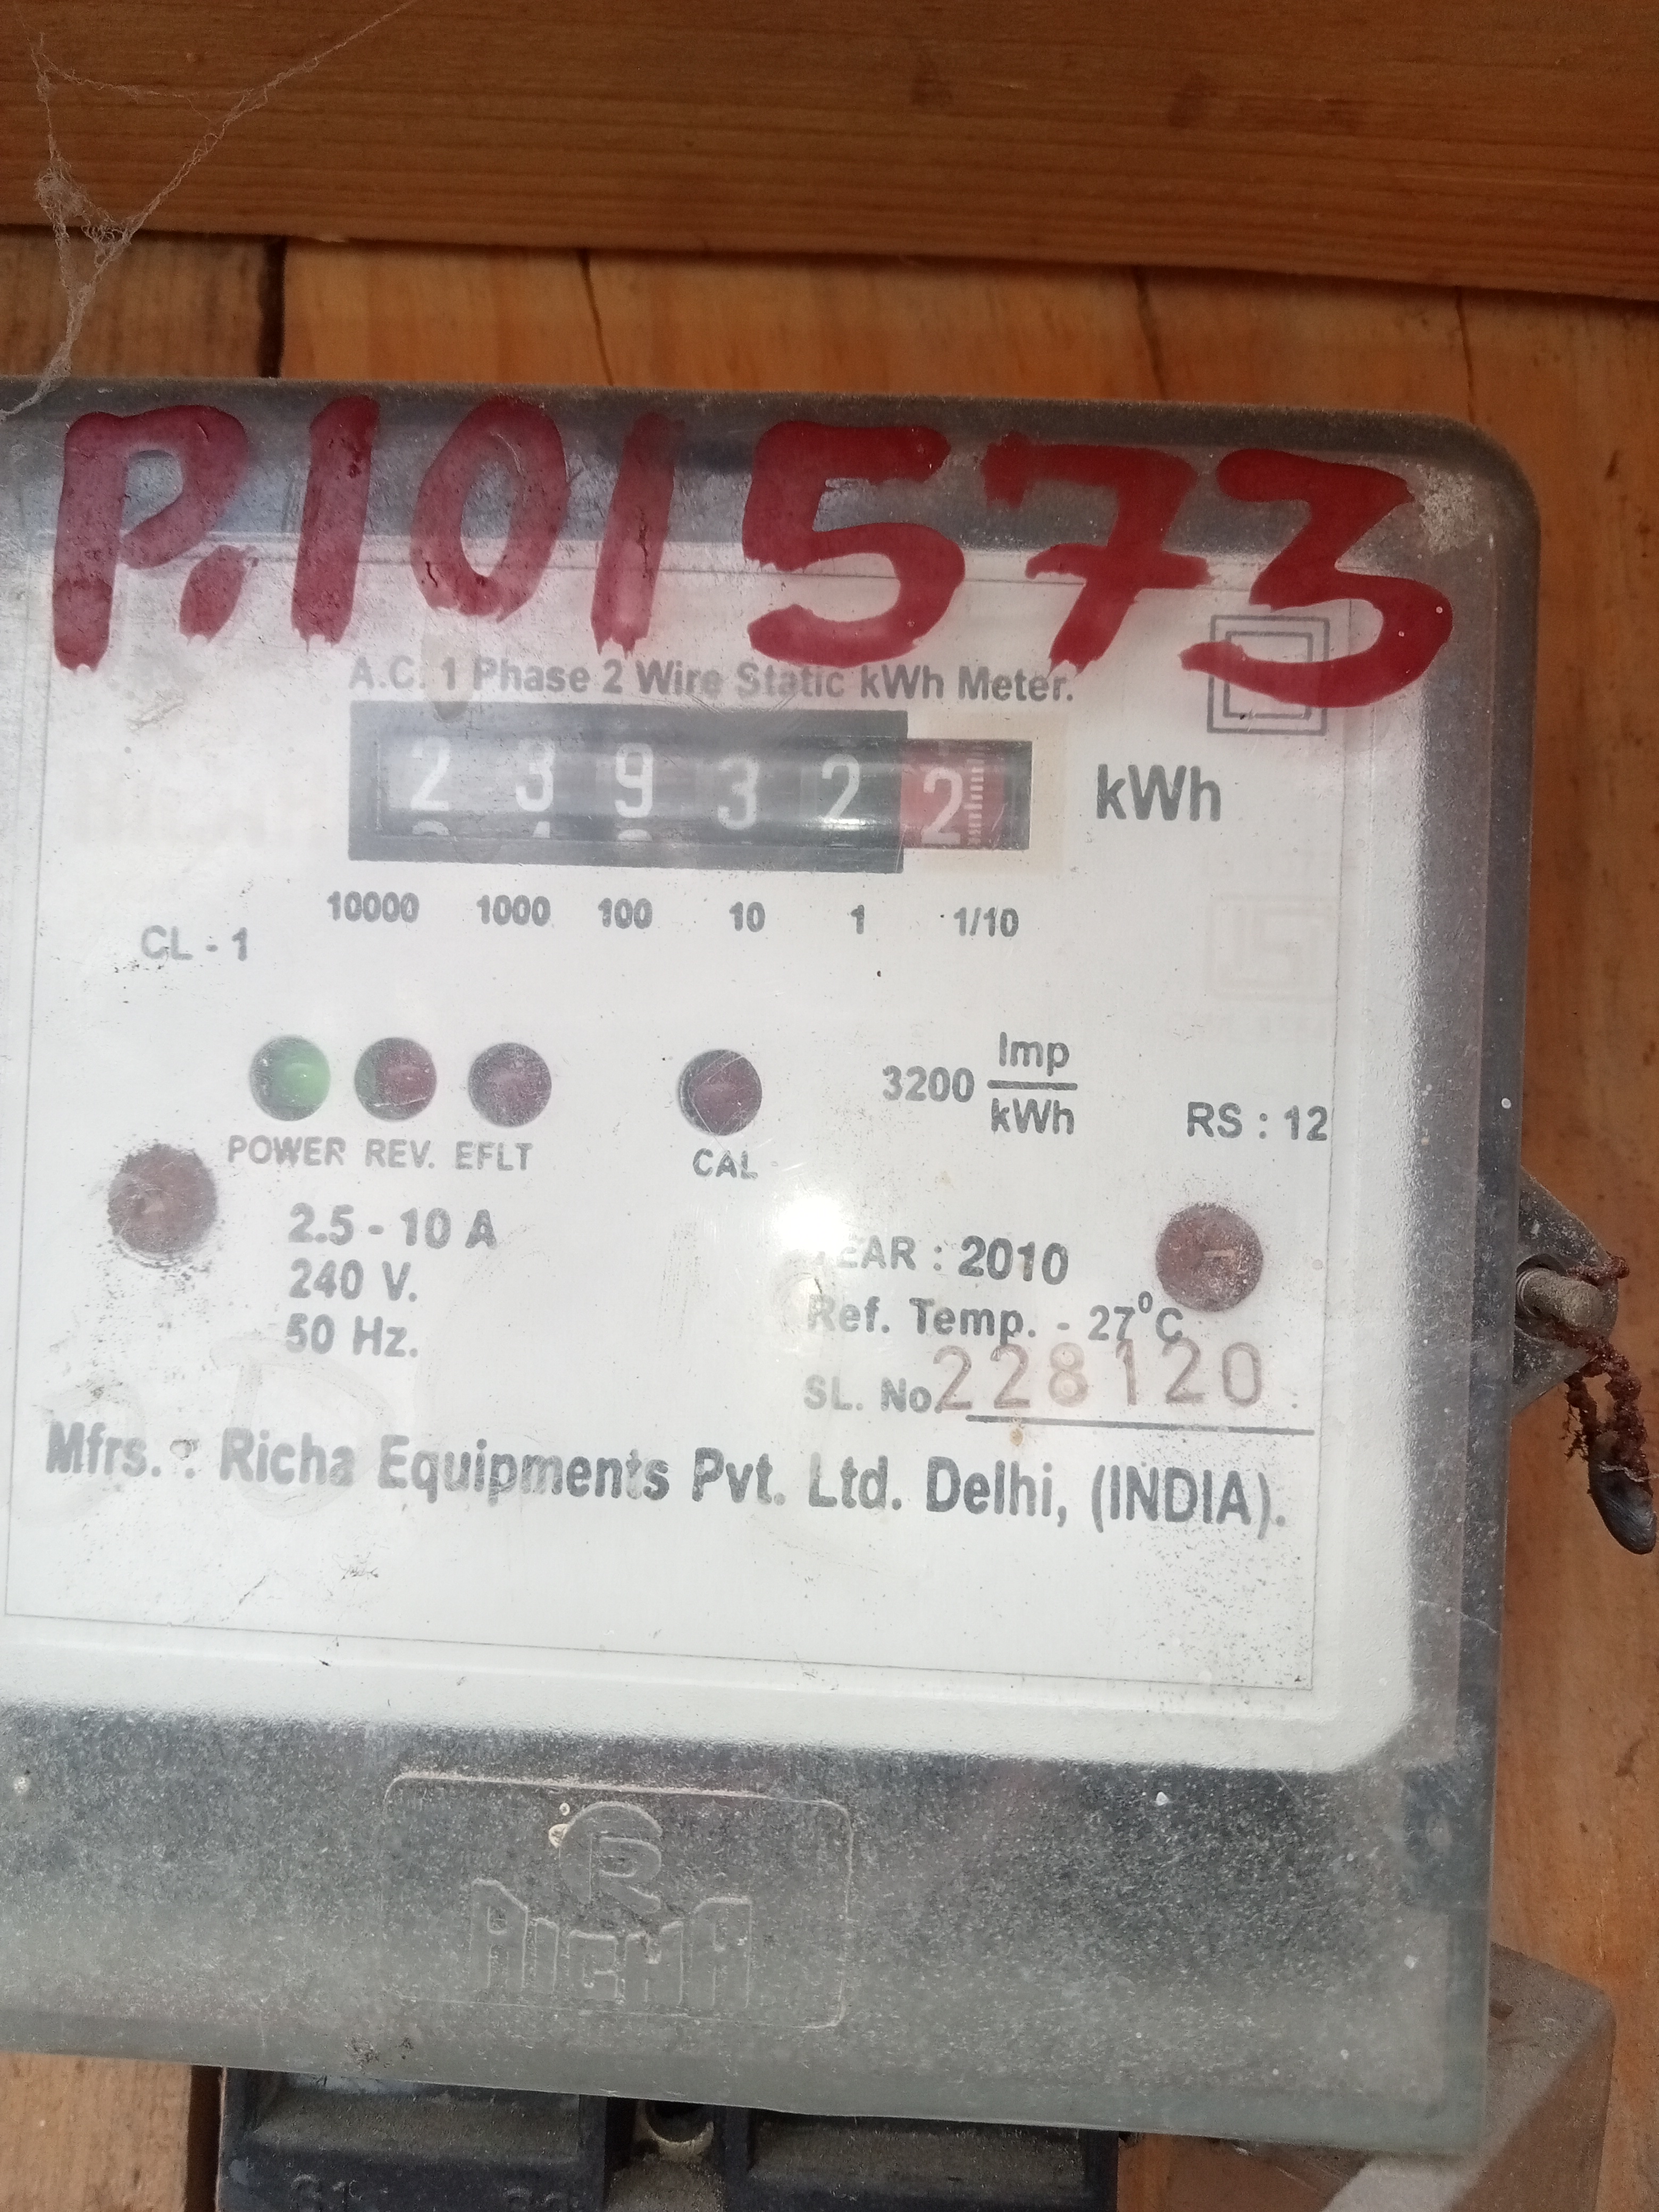 P.101573
A.C. 1 Phase 2 Wire Static kWh Meter.
2 3 9 3 2 2 kWh
10000 1000 100 10 1 1/10
CL - 1
3200 Imp/kWh
RS : 12
POWER REV. EFLT CAL
2.5 - 10 A
240 V.
50 Hz.
YEAR : 2010
Ref. Temp. - 27°C
SL. No. 228120
Mfrs. : Richa Equipments Pvt. Ltd. Delhi, (INDIA).
R
RICHA